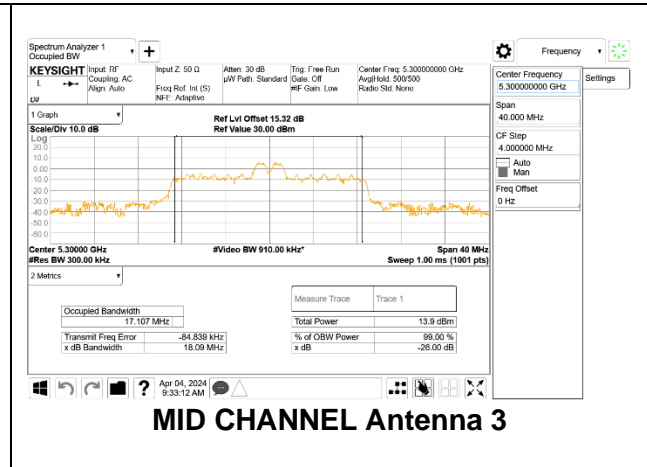 Spectrum Analyzer 1
Occupied BW
+
Frequency
KEYSIGHT
Input: RF
Coupling: AC
Align: Auto
Input Z: 50 Ω
Freq Ref: Int (S)
NFE: Adaptive
Atten: 30 dB
µW Path: Standard
Trig: Free Run
Gate: Off
#IF Gain: Low
Center Freq: 5.300000000 GHz
Avg|Hold: 500/500
Radio Std: None
L
LXI
Center Frequency
5.300000000 GHz
Settings
Span
40.000 MHz
CF Step
4.000000 MHz
Auto
Man
Freq Offset
0 Hz
1 Graph
Scale/Div 10.0 dB
Ref Lvl Offset 15.32 dB
Ref Value 30.00 dBm
Log
20.0
10.0
0.00
-10.0
-20.0
-30.0
-40.0
-50.0
-60.0
Center 5.30000 GHz
#Res BW 300.00 kHz
#Video BW 910.00 kHz*
Span 40 MHz
Sweep 1.00 ms (1001 pts)
2 Metrics
Measure Trace
Trace 1
Occupied Bandwidth
17.107 MHz
Total Power
13.9 dBm
Transmit Freq Error
-84.839 kHz
% of OBW Power
99.00 %
x dB Bandwidth
18.09 MHz
x dB
-26.00 dB
?
Apr 04, 2024
9:33:12 AM
MID CHANNEL Antenna 3